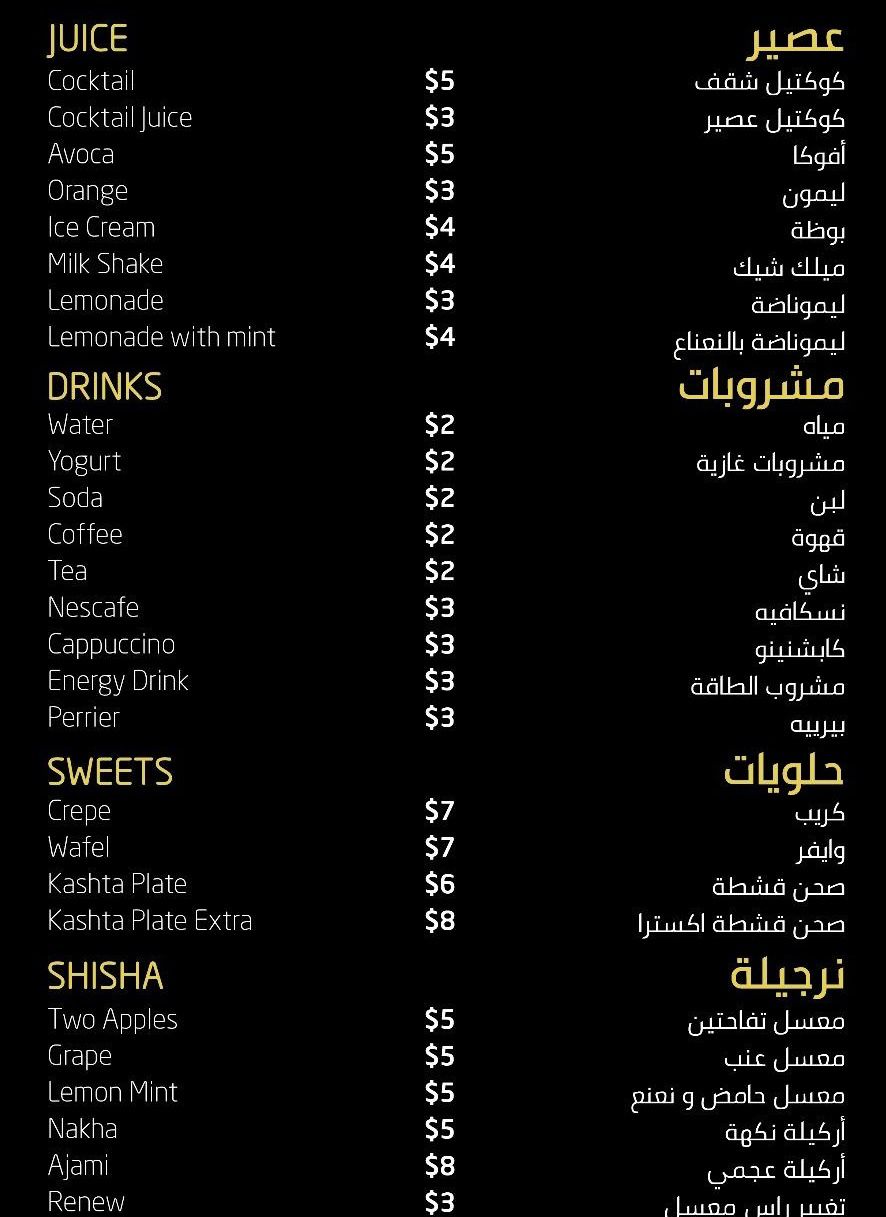 JUICE عصير
Cocktail $5 كوكتيل شقف
Cocktail Juice $3 كوكتيل عصير
Avoca $5 أفوكا
Orange $3 ليمون
Ice Cream $4 بوظة
Milk Shake $4 ميلك شيك
Lemonade $3 ليموناضة
Lemonade with mint $4 ليموناضة بالنعناع
DRINKS مشروبات
Water $2 مياه
Yogurt $2 مشروبات غازية
Soda $2 لبن
Coffee $2 قهوة
Tea $2 شاي
Nescafe $3 نسكافيه
Cappuccino $3 كابشنينو
Energy Drink $3 مشروب الطاقة
Perrier $3 بيرييه
SWEETS حلويات
Crepe $7 كريب
Wafel $7 وايفر
Kashta Plate $6 صحن قشطة
Kashta Plate Extra $8 صحن قشطة اكسترا
SHISHA نرجيلة
Two Apples $5 معسل تفاحتين
Grape $5 معسل عنب
Lemon Mint $5 معسل حامض و نعنع
Nakha $5 أركيلة نكهة
Ajami $8 أركيلة عجمي
Renew $3 تغيير راس معسل